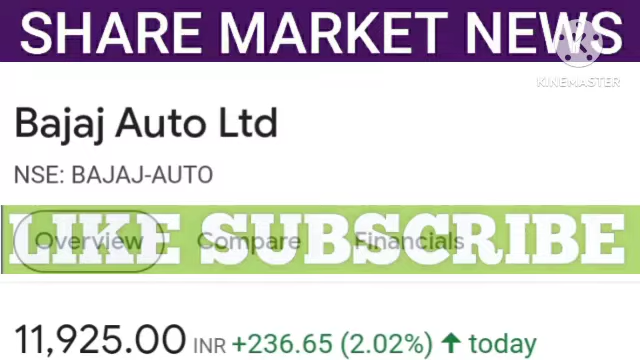 SHARE MARKET NEWS
KINEMASTER
Bajaj Auto Ltd
NSE: BAJAJ-AUTO
LIKE SUBSCRIBE
Overview Compare Financials
11,925.00 INR +236.65 (2.02%) ↑ today